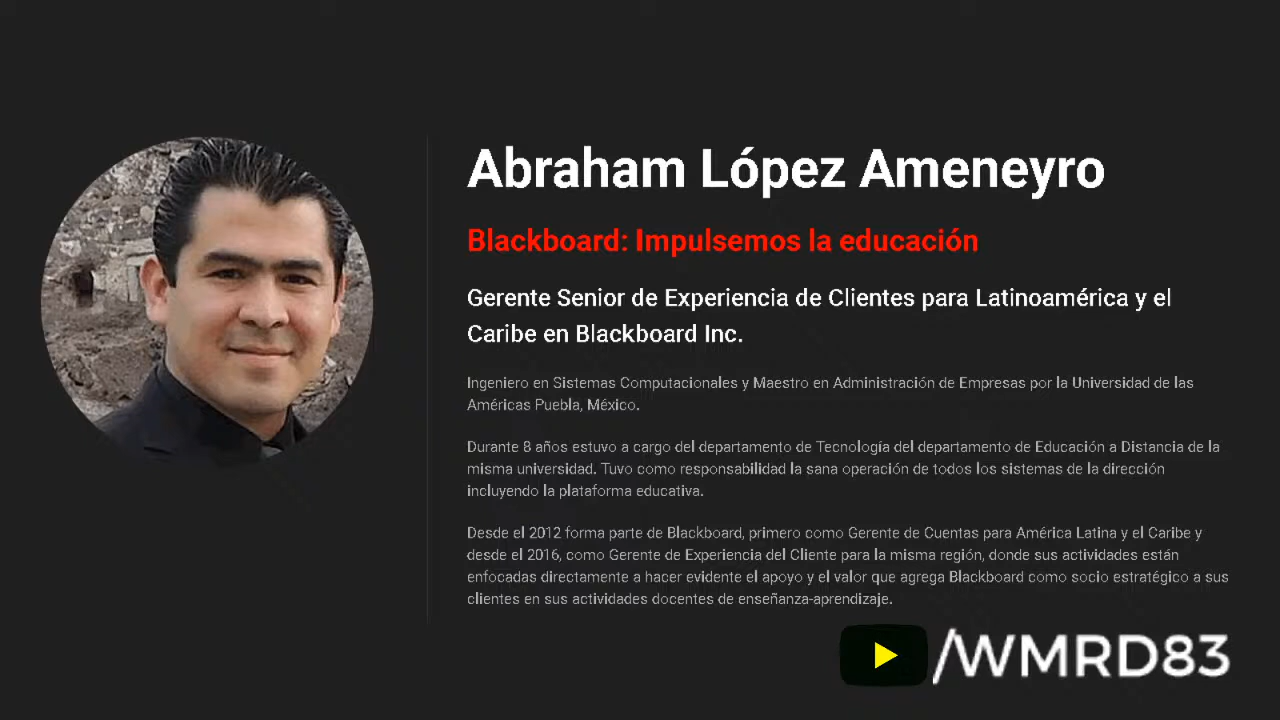 Abraham López Ameneyro
Blackboard: Impulsemos la educación
Gerente Senior de Experiencia de Clientes para Latinoamérica y el
Caribe en Blackboard Inc.
Ingeniero en Sistemas Computacionales y Maestro en Administración de Empresas por la Universidad de las
Américas Puebla, México.
Durante 8 años estuvo a cargo del departamento de Tecnología del departamento de Educación a Distancia de la
misma universidad. Tuvo como responsabilidad la sana operación de todos los sistemas de la dirección
incluyendo la plataforma educativa.
Desde el 2012 forma parte de Blackboard, primero como Gerente de Cuentas para América Latina y el Caribe y
desde el 2016, como Gerente de Experiencia del Cliente para la misma región, donde sus actividades están
enfocadas directamente a hacer evidente el apoyo y el valor que agrega Blackboard como socio estratégico a sus
clientes en sus actividades docentes de enseñanza-aprendizaje.
/WMRD83